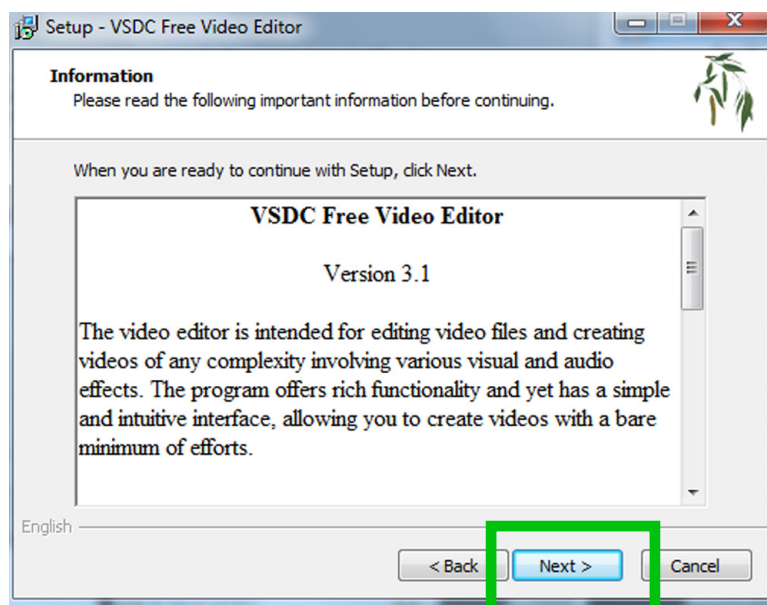 Setup - VSDC Free Video Editor
Information
Please read the following important information before continuing.
When you are ready to continue with Setup, click Next.
VSDC Free Video Editor
Version 3.1
The video editor is intended for editing video files and creating
videos of any complexity involving various visual and audio
effects. The program offers rich functionality and yet has a simple
and intuitive interface, allowing you to create videos with a bare
minimum of efforts.
English
< Back Next > Cancel